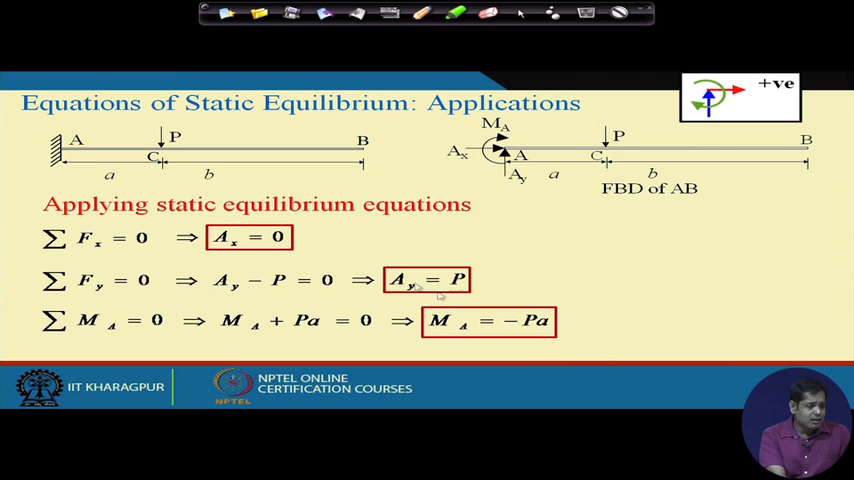 +ve
Equations of Static Equilibrium: Applications
A P B
C
a b
M_A
A_x A P B
C
A_y a b
FBD of AB
Applying static equilibrium equations
∑ F_x = 0 ⇒ A_x = 0
∑ F_y = 0 ⇒ A_y − P = 0 ⇒ A_y = P
∑ M_A = 0 ⇒ M_A + Pa = 0 ⇒ M_A = −Pa
IIT KHARAGPUR
NPTEL
NPTEL ONLINE
CERTIFICATION COURSES